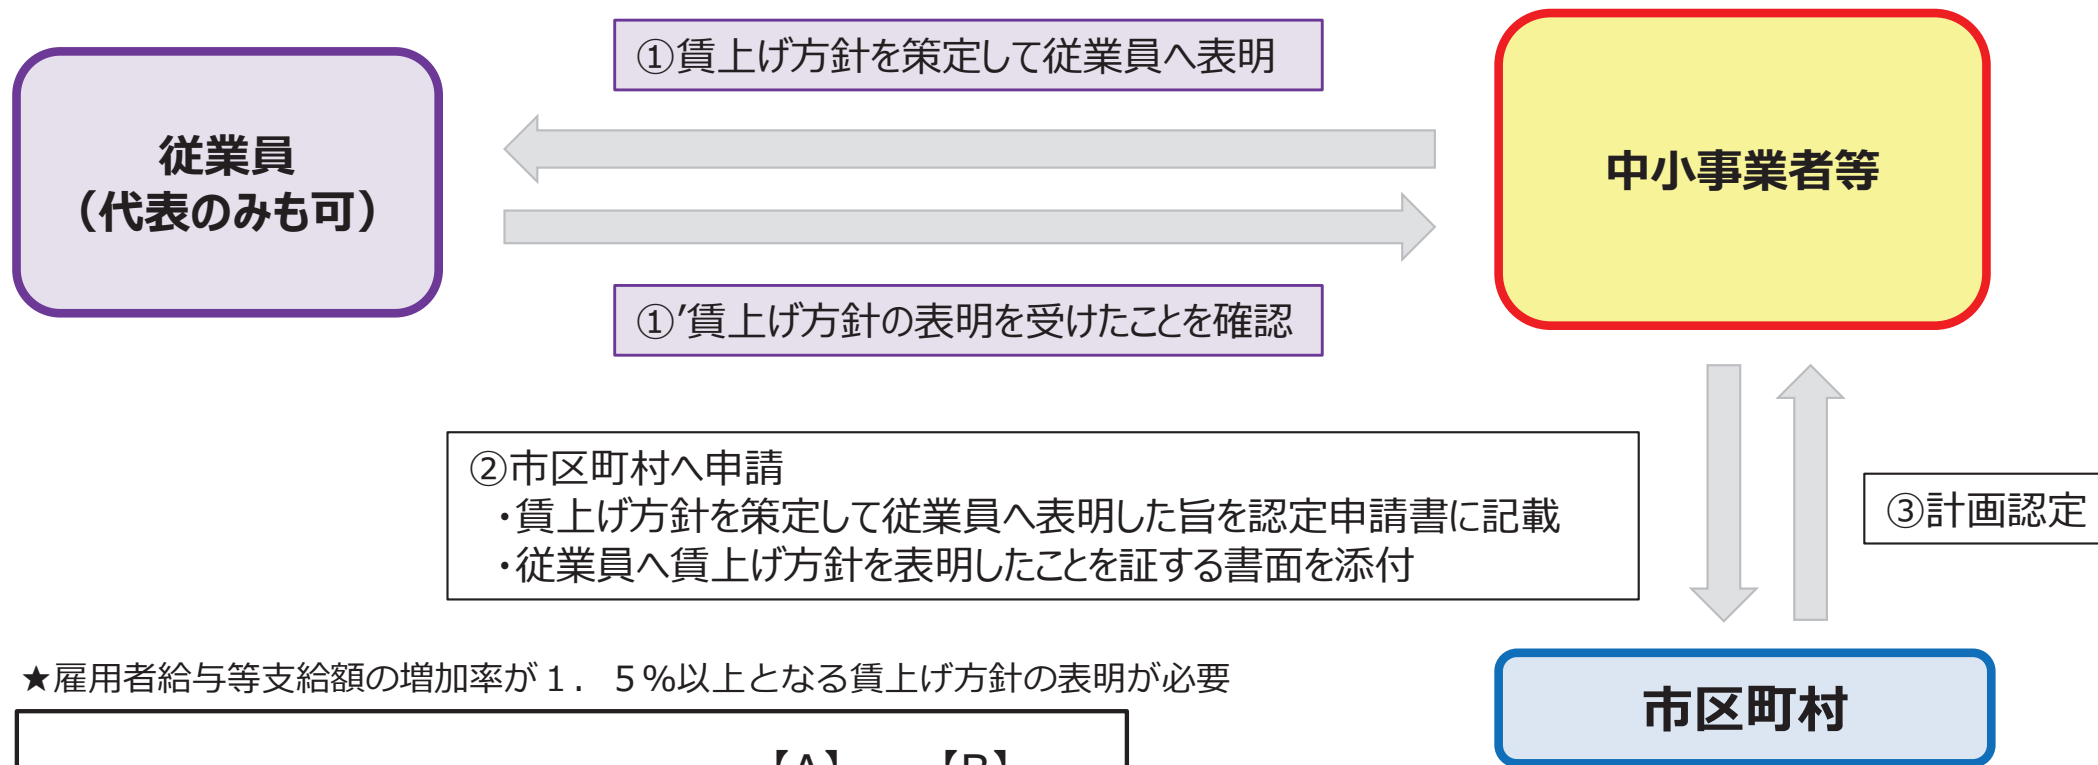 ①賃上げ方針を策定して従業員へ表明
従業員
（代表のみも可）
中小事業者等
①′賃上げ方針の表明を受けたことを確認
②市区町村へ申請
・賃上げ方針を策定して従業員へ表明した旨を認定申請書に記載
・従業員へ賃上げ方針を表明したことを証する書面を添付
③計画認定
★雇用者給与等支給額の増加率が１．５％以上となる賃上げ方針の表明が必要
市区町村
【A】 【B】